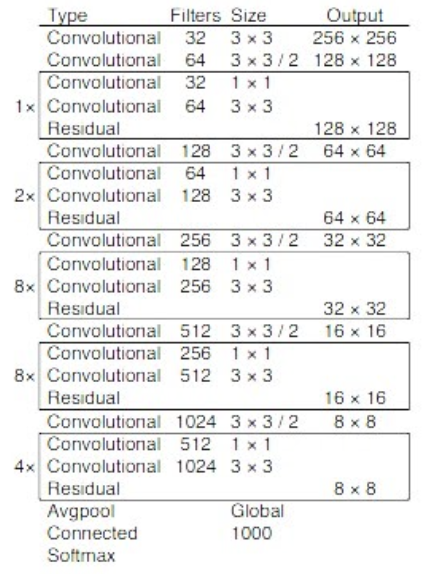 Type Filters Size Output
Convolutional 32 3 × 3 256 × 256
Convolutional 64 3 × 3 / 2 128 × 128
Convolutional 32 1 × 1
1× Convolutional 64 3 × 3
Residual 128 × 128
Convolutional 128 3 × 3 / 2 64 × 64
Convolutional 64 1 × 1
2× Convolutional 128 3 × 3
Residual 64 × 64
Convolutional 256 3 × 3 / 2 32 × 32
Convolutional 128 1 × 1
8× Convolutional 256 3 × 3
Residual 32 × 32
Convolutional 512 3 × 3 / 2 16 × 16
Convolutional 256 1 × 1
8× Convolutional 512 3 × 3
Residual 16 × 16
Convolutional 1024 3 × 3 / 2 8 × 8
Convolutional 512 1 × 1
4× Convolutional 1024 3 × 3
Residual 8 × 8
Avgpool Global
Connected 1000
Softmax